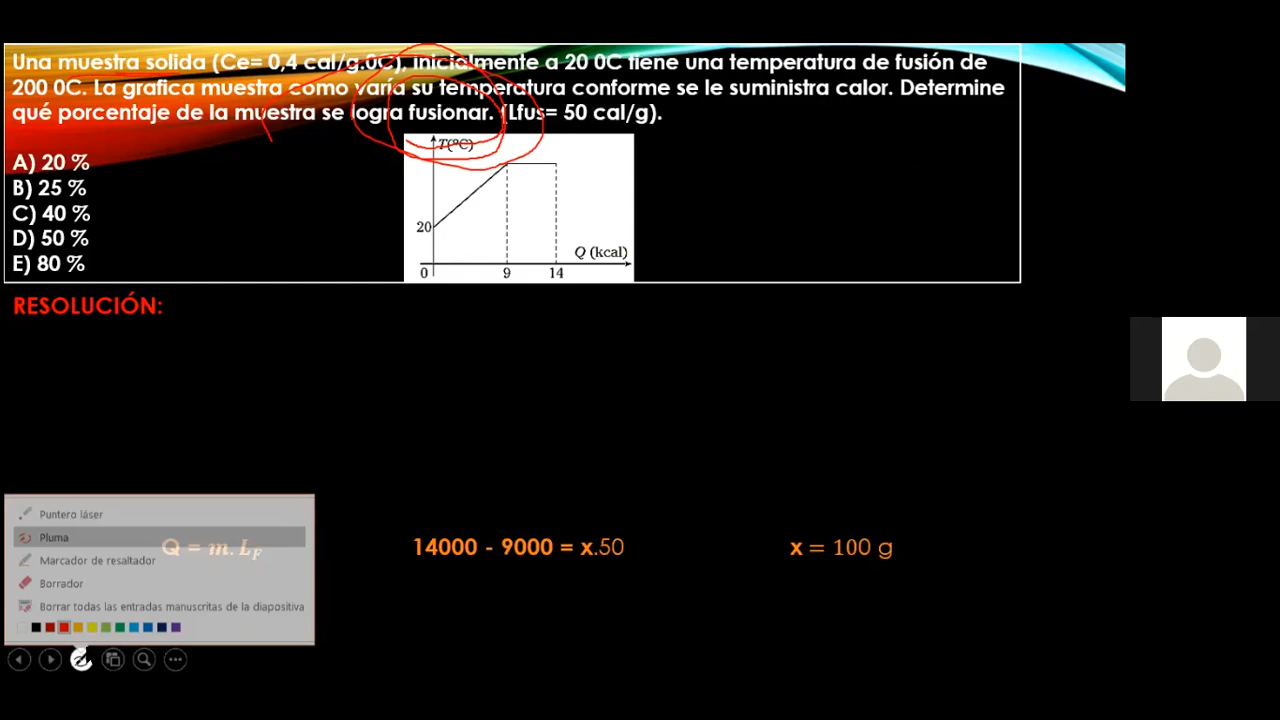 Una muestra solida (Ce= 0,4 cal/g.0C), inicialmente a 20 0C tiene una temperatura de fusión de
200 0C. La grafica muestra como varía su temperatura conforme se le suministra calor. Determine
qué porcentaje de la muestra se logra fusionar. (Lfus= 50 cal/g).
A) 20 %
B) 25 %
C) 40 %
D) 50 %
E) 80 %
T(ºC)
20
Q (kcal)
0 9 14
RESOLUCIÓN:
Puntero láser
Pluma
Marcador de resaltador
Borrador
Borrar todas las entradas manuscritas de la diapositiva
Q = m. L_F
14000 - 9000 = x.50
x = 100 g